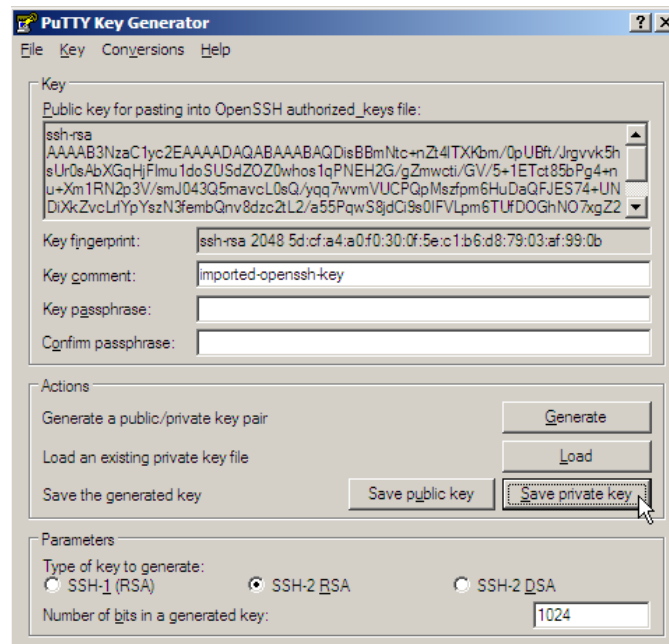 PuTTY Key Generator
File Key Conversions Help
Key
Public key for pasting into OpenSSH authorized_keys file:
ssh-rsa
AAAAB3NzaC1yc2EAAAADAQABAAABAQDisBBmNtc+nZt4ITXKbm/0pUBft/Jrgvvk5h
sUr0sAbXGqHjFlmu1doSUSdZOZ0whos1qPNEH2G/gZmwcti/GV/5+1ETct85bPg4+n
u+Xm1RN2p3V/smJ043Q5mavcL0sQ/yqq7wvmVUCPQpMszfpm6HuDaQFJES74+UN
DiXkZvcLrlYpYszN3fembQnv8dzc2tL2/a55PqwS8jdCi9s0IFVLpm6TUfDOGhNO7xgZ2
Key fingerprint: ssh-rsa 2048 5d:cf:a4:a0:f0:30:0f:5e:c1:b6:d8:79:03:af:99:0b
Key comment: imported-openssh-key
Key passphrase:
Confirm passphrase:
Actions
Generate a public/private key pair Generate
Load an existing private key file Load
Save the generated key Save public key Save private key
Parameters
Type of key to generate:
SSH-1 (RSA) SSH-2 RSA SSH-2 DSA
Number of bits in a generated key: 1024